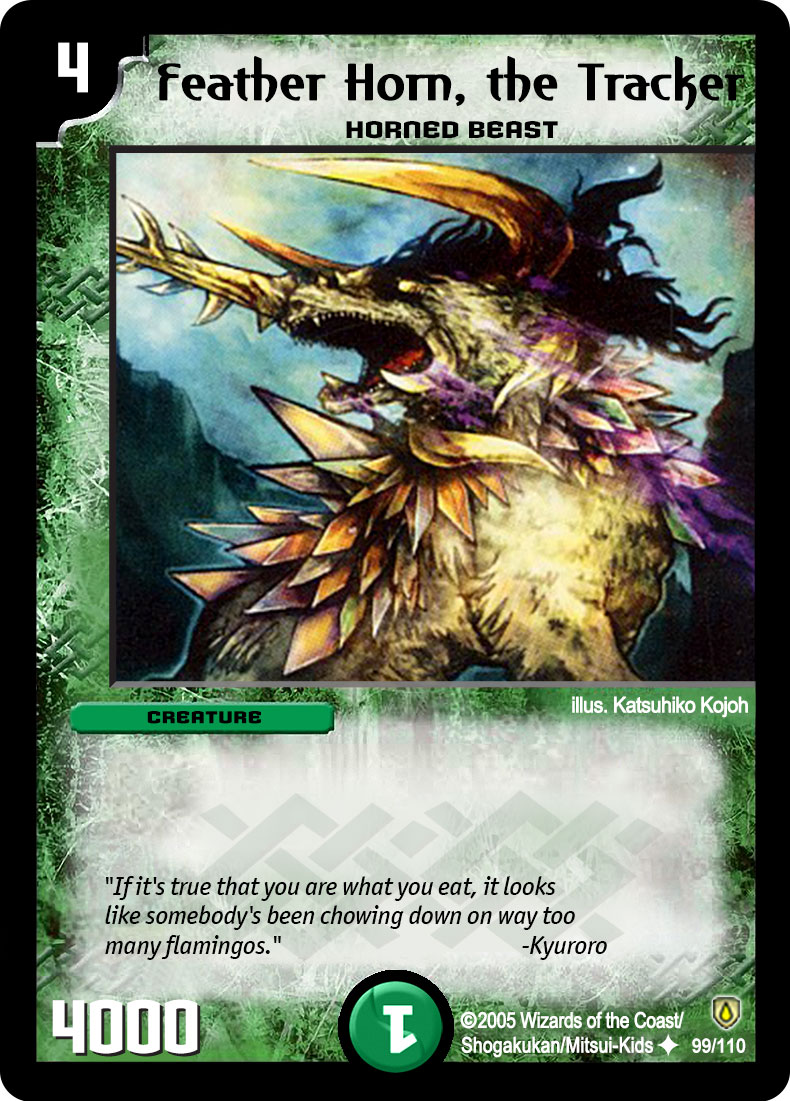 4
Feather Horn, the Tracker
HORNED BEAST
illus. Katsuhiko Kojoh
CREATURE
"If it's true that you are what you eat, it looks
like somebody's been chowing down on way too
many flamingos." -Kyuroro
4000
1
©2005 Wizards of the Coast/
Shogakukan/Mitsui-Kids ✦ 99/110